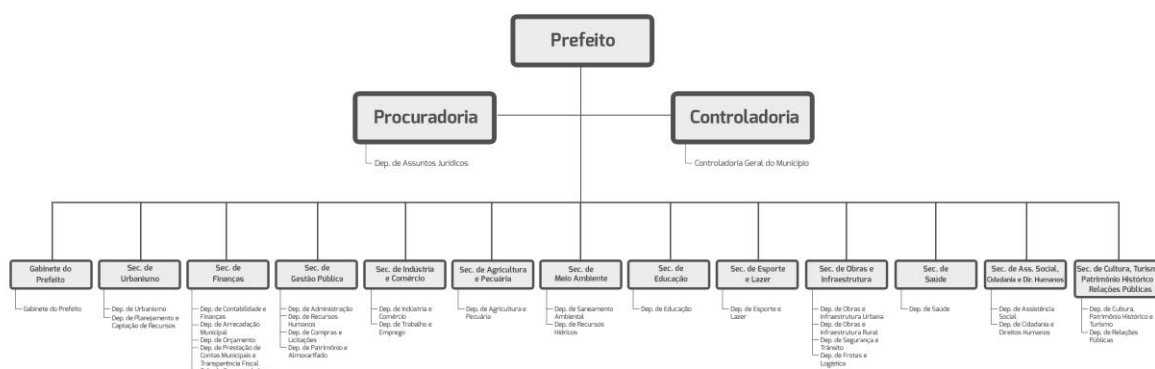 Prefeito
Procuradoria
Controladoria
Dep. de Assuntos Jurídicos
Controladoria Geral do Município
Gabinete do
Prefeito
Gabinete do Prefeito
Sec. de
Urbanismo
Dep. de Urbanismo
Dep. de Planejamento e
Captação de Recursos
Sec. de
Finanças
Dep. de Contabilidade e
Finanças
Dep. de Arrecadação
Municipal
Dep. de Orçamento
Dep. de Prestação de
Contas Municipais e
Transparência Fiscal
Sec. de
Gestão Pública
Dep. de Administração
Dep. de Recursos
Humanos
Dep. de Compras e
Licitações
Dep. de Patrimônio e
Almoxarifado
Sec. de Indústria
e Comércio
Dep. de Indústria e
Comércio
Dep. de Trabalho e
Emprego
Sec. de Agricultura
e Pecuária
Dep. de Agricultura e
Pecuária
Sec. de
Meio Ambiente
Dep. de Saneamento
Ambiental
Dep. de Recursos
Hídricos
Sec. de
Educação
Dep. de Educação
Sec. de Esporte
e Lazer
Dep. de Esporte e
Lazer
Sec. de Obras e
Infraestrutura
Dep. de Obras e
Infraestrutura Urbana
Dep. de Obras e
Infraestrutura Rural
Dep. de Segurança e
Trânsito
Dep. de Frotas e
Logística
Sec. de
Saúde
Dep. de Saúde
Sec. de Ass. Social,
Cidadania e Dir. Humanos
Dep. de Assistência
Social
Dep. de Cidadania e
Direitos Humanos
Sec. de Cultura, Turismo
Patrimônio Histórico
Relações Públicas
Dep. de Cultura,
Patrimônio Histórico e
Turismo
Dep. de Relações
Públicas